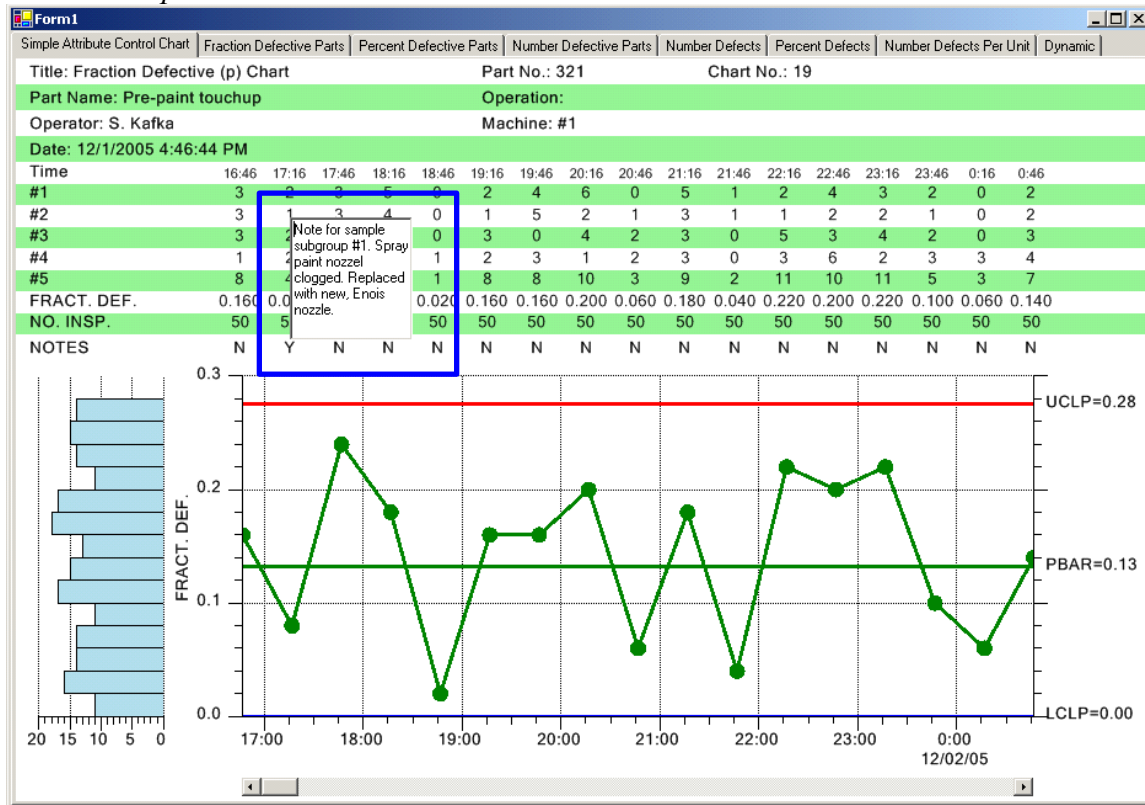 Form1
Simple Attribute Control Chart Fraction Defective Parts Percent Defective Parts Number Defective Parts Number Defects Percent Defects Number Defects Per Unit Dynamic
Title: Fraction Defective (p) Chart Part No.: 321 Chart No.: 19
Part Name: Pre-paint touchup Operation:
Operator: S. Kafka Machine: #1
Date: 12/1/2005 4:46:44 PM
Time 16:46 17:16 17:46 18:16 18:46 19:16 19:46 20:16 20:46 21:16 21:46 22:16 22:46 23:16 23:46 0:16 0:46
#1 3 2 3 5 0 2 4 6 0 5 1 2 4 3 2 0 2
#2 3 1 3 4 0 1 5 2 1 3 1 1 2 2 1 0 2
#3 3 2 0 3 0 4 2 3 0 5 3 4 2 0 3
#4 1 2 1 2 3 1 2 3 0 3 6 2 3 3 4
#5 8 4 1 8 8 10 3 9 2 11 10 11 5 3 7
FRACT. DEF. 0.160 0.0 0.020 0.160 0.160 0.200 0.060 0.180 0.040 0.220 0.200 0.220 0.100 0.060 0.140
NO. INSP. 50 5 50 50 50 50 50 50 50 50 50 50 50 50 50
NOTES N Y N N N N N N N N N N N N N N N
Note for sample
subgroup #1. Spray
paint nozzel
clogged. Replaced
with new, Enois
nozzle.
0.3
UCLP=0.28
0.2
FRACT. DEF.
PBAR=0.13
0.1
0.0
LCLP=0.00
20 15 10 5 0
17:00 18:00 19:00 20:00 21:00 22:00 23:00 0:00
12/02/05